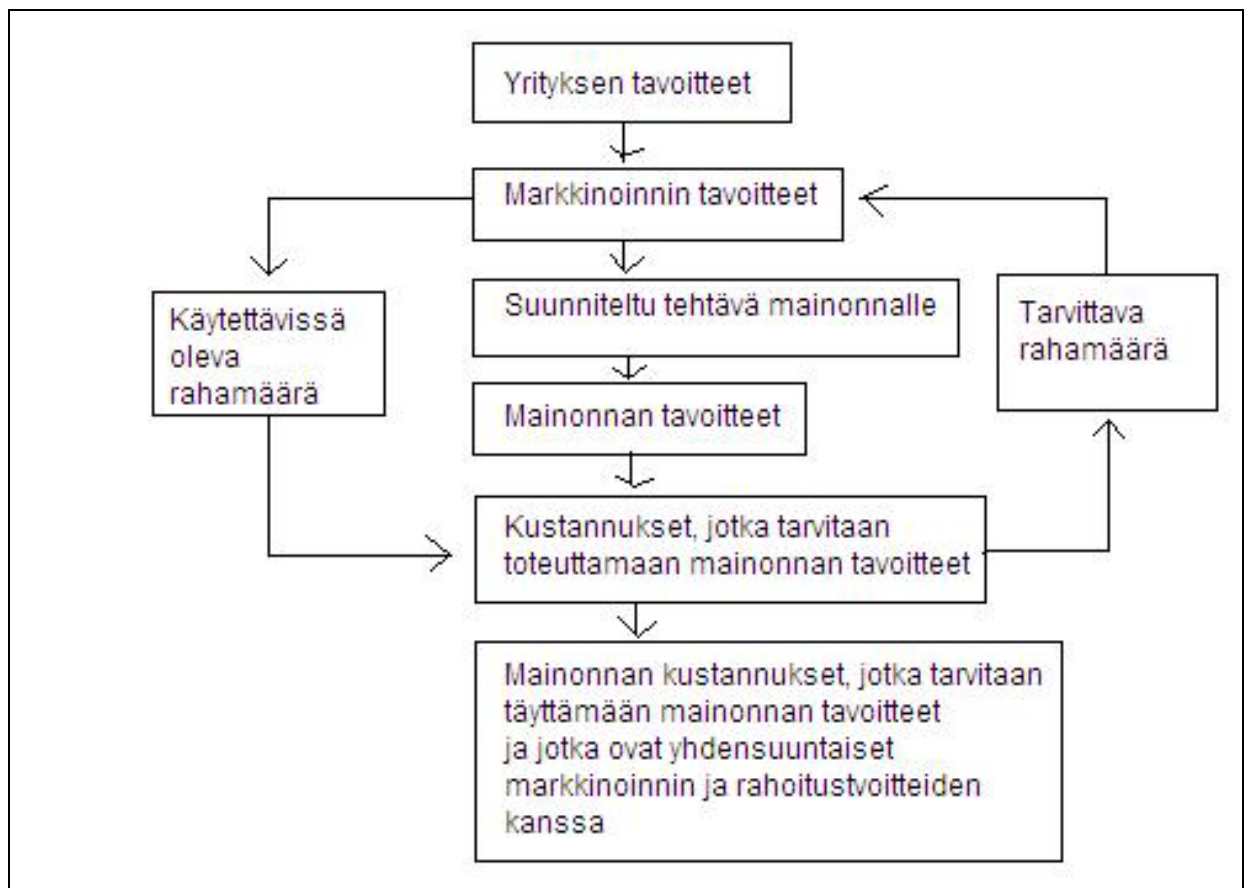 Yrityksen tavoitteet
Markkinoinnin tavoitteet
Suunniteltu tehtävä mainonnalle
Käytettävissä
oleva
rahamäärä
Tarvittava
rahamäärä
Mainonnan tavoitteet
Kustannukset, jotka tarvitaan
toteuttamaan mainonnan tavoitteet
Mainonnan kustannukset, jotka tarvitaan
täyttämään mainonnan tavoitteet
ja jotka ovat yhdensuuntaiset
markkinoinnin ja rahoitustvoitteiden
kanssa